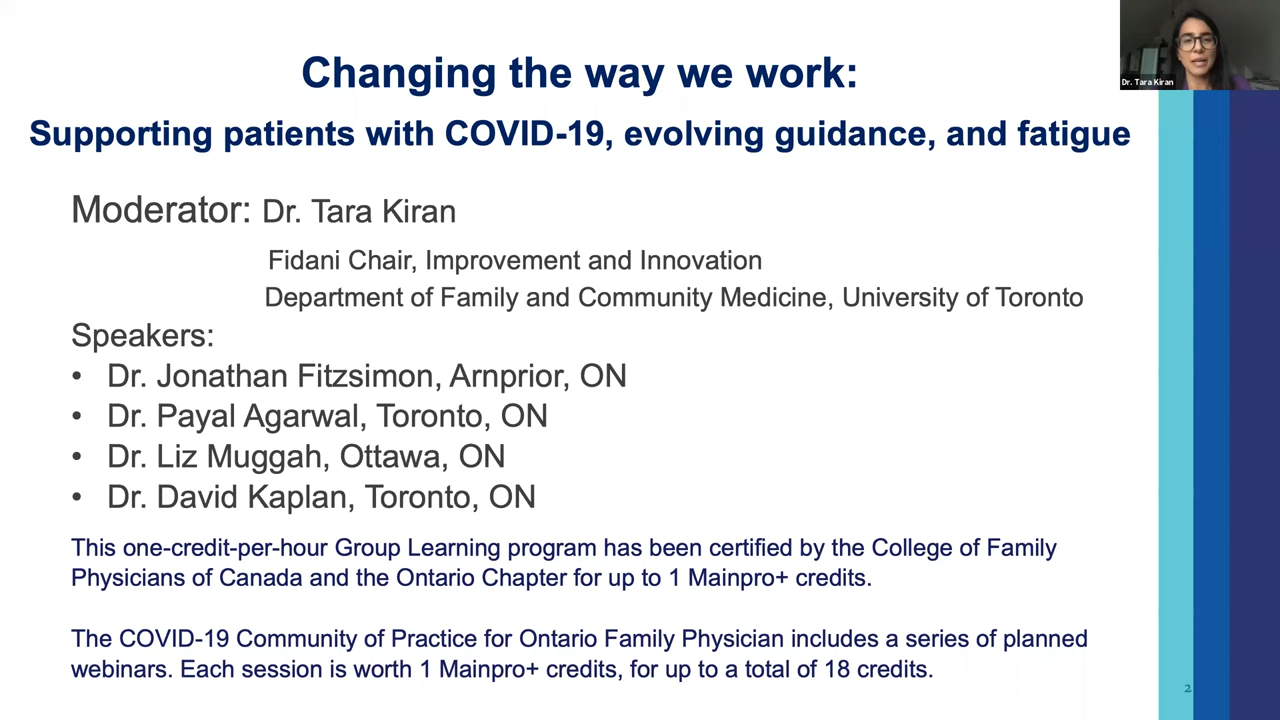 Changing the way we work:
Supporting patients with COVID-19, evolving guidance, and fatigue
Dr. Tara Kiran
Moderator: Dr. Tara Kiran
Fidani Chair, Improvement and Innovation
Department of Family and Community Medicine, University of Toronto
Speakers:
• Dr. Jonathan Fitzsimon, Arnprior, ON
• Dr. Payal Agarwal, Toronto, ON
• Dr. Liz Muggah, Ottawa, ON
• Dr. David Kaplan, Toronto, ON
This one-credit-per-hour Group Learning program has been certified by the College of Family
Physicians of Canada and the Ontario Chapter for up to 1 Mainpro+ credits.
The COVID-19 Community of Practice for Ontario Family Physician includes a series of planned
webinars. Each session is worth 1 Mainpro+ credits, for up to a total of 18 credits.
2